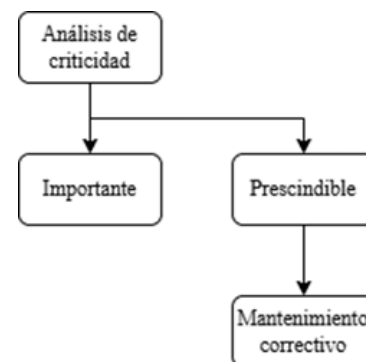 Análisis de
criticidad
Importante
Prescindible
Mantenimiento
correctivo